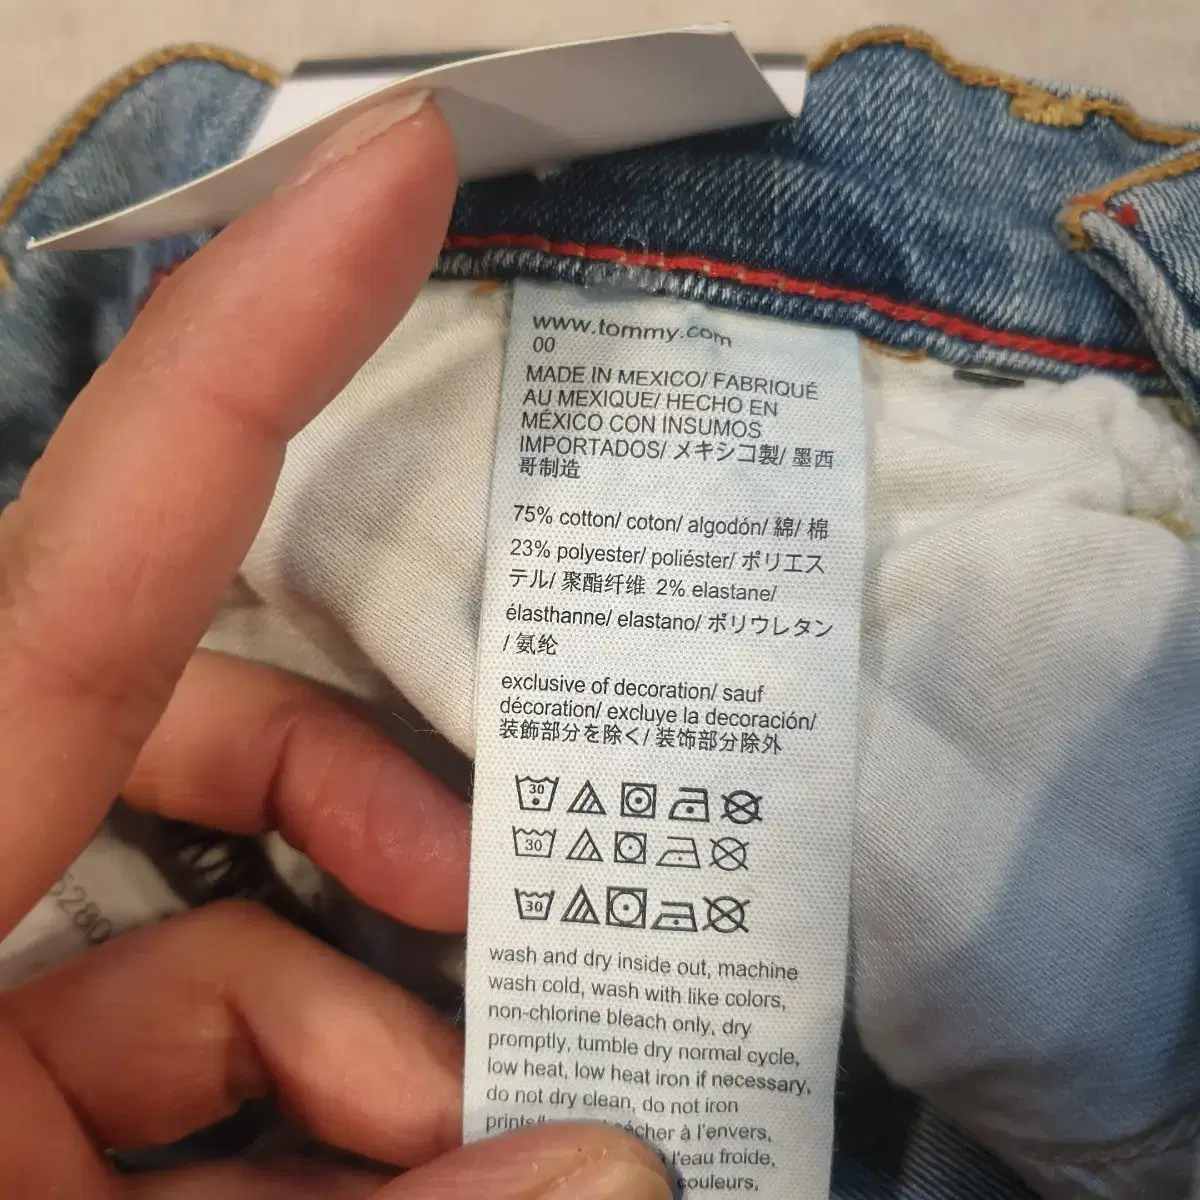 www.tommy.com
00
MADE IN MEXICO/ FABRIQUÉ
AU MEXIQUE/ HECHO EN
MÉXICO CON INSUMOS
IMPORTADOS/ メキシコ製/ 墨西
哥制造
75% cotton/ coton/ algodón/ 綿/ 棉
23% polyester/ poliéster/ ポリエス
テル/ 聚酯纤维 2% elastane/
élasthanne/ elastano/ ポリウレタン
/ 氨纶
exclusive of decoration/ sauf
décoration/ excluye la decoración/
装飾部分を除く/ 装饰部分除外
30
30
30
wash and dry inside out, machine
wash cold, wash with like colors,
non-chlorine bleach only, dry
promptly, tumble dry normal cycle,
low heat, low heat iron if necessary,
do not dry clean, do not iron
prints/ à l'envers,
à l'eau froide,
couleurs,
5280